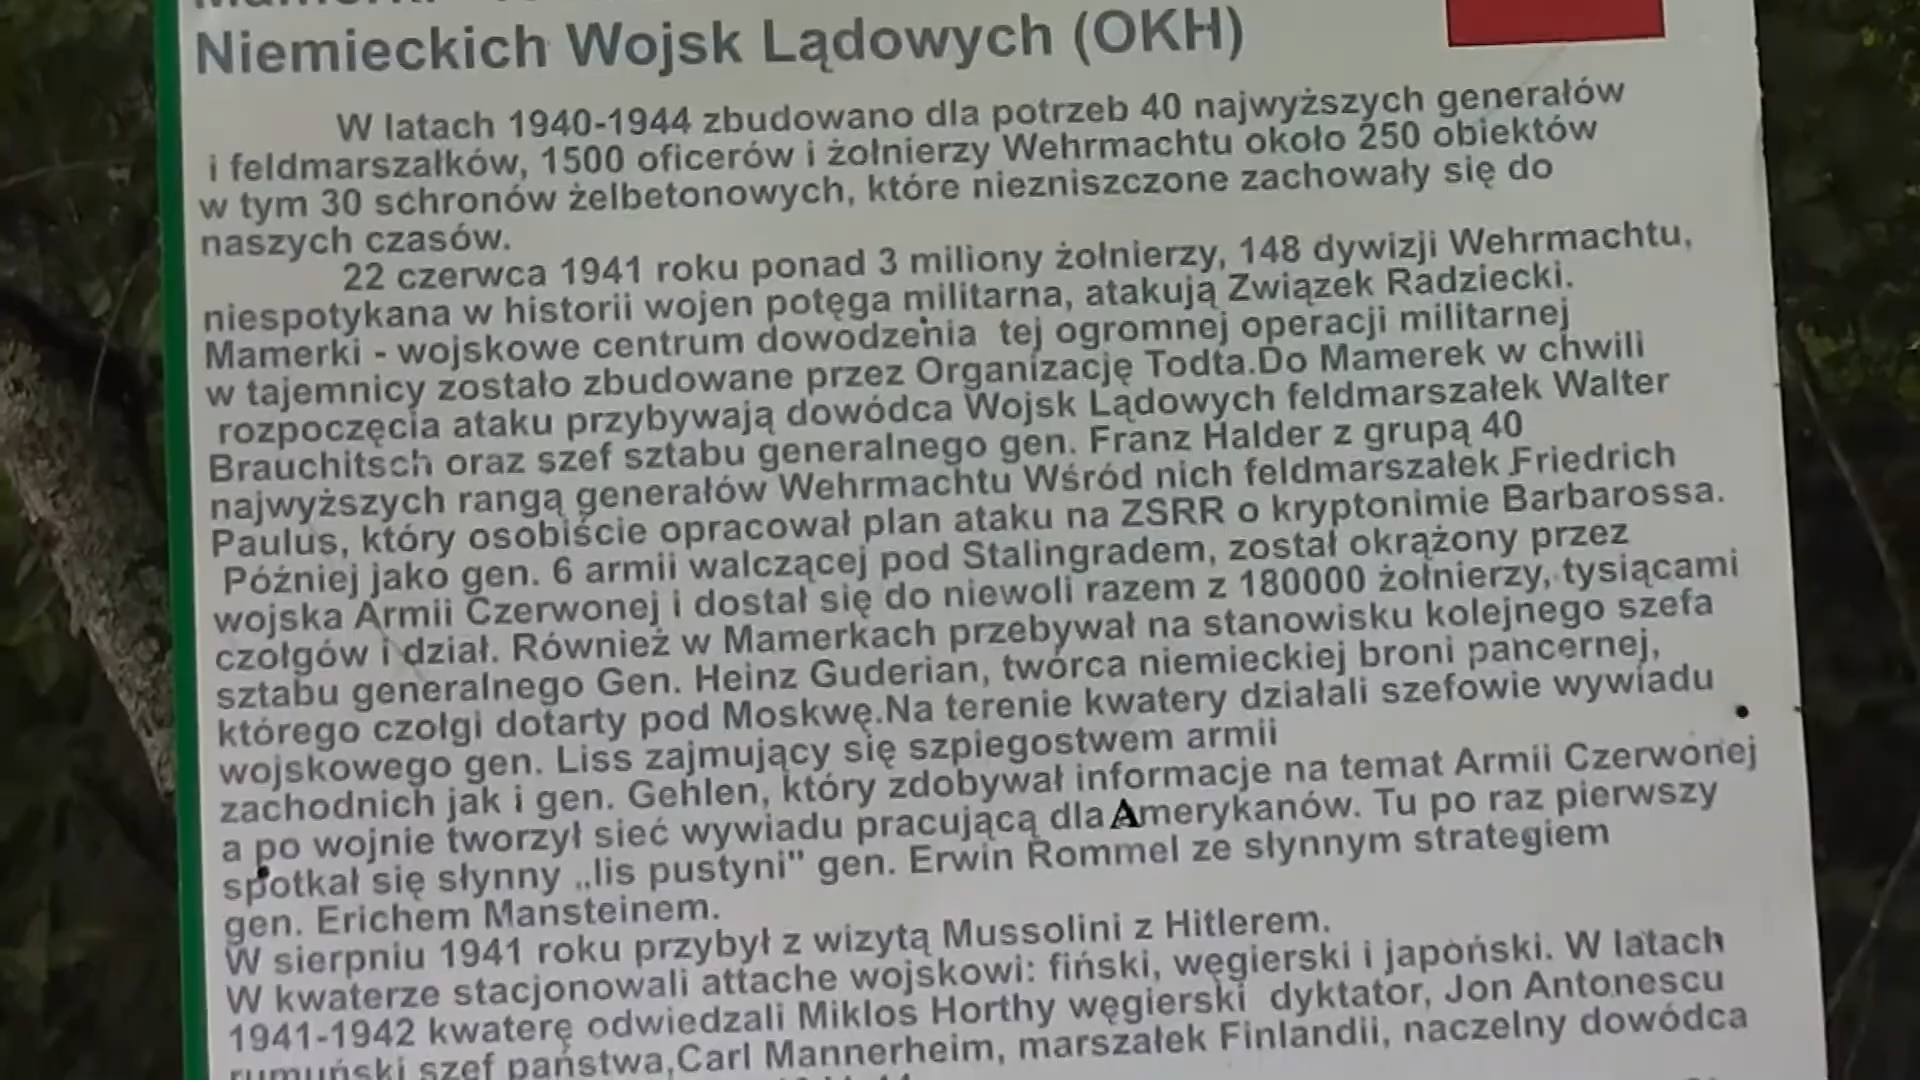 Niemieckich Wojsk Lądowych (OKH)
W latach 1940-1944 zbudowano dla potrzeb 40 najwyższych generałów
i feldmarszałków, 1500 oficerów i żołnierzy Wehrmachtu około 250 obiektów
w tym 30 schronów żelbetonowych, które niezniszczone zachowały się do
naszych czasów.
22 czerwca 1941 roku ponad 3 miliony żołnierzy, 148 dywizji Wehrmachtu,
niespotykana w historii wojen potęga militarna, atakują Związek Radziecki.
Mamerki - wojskowe centrum dowodzenia tej ogromnej operacji militarnej
w tajemnicy zostało zbudowane przez Organizację Todta.Do Mamerek w chwili
rozpoczęcia ataku przybywają dowódca Wojsk Lądowych feldmarszałek Walter
Brauchitsch oraz szef sztabu generalnego gen. Franz Halder z grupą 40
najwyższych rangą generałów Wehrmachtu Wśród nich feldmarszałek Friedrich
Paulus, który osobiście opracował plan ataku na ZSRR o kryptonimie Barbarossa.
Później jako gen. 6 armii walczącej pod Stalingradem, został okrążony przez
wojska Armii Czerwonej i dostał się do niewoli razem z 180000 żołnierzy, tysiącami
czołgów i dział. Również w Mamerkach przebywał na stanowisku kolejnego szefa
sztabu generalnego Gen. Heinz Guderian, twórca niemieckiej broni pancernej,
którego czołgi dotarty pod Moskwę.Na terenie kwatery działali szefowie wywiadu
wojskowego gen. Liss zajmujący się szpiegostwem armii
zachodnich jak i gen. Gehlen, który zdobywał informacje na temat Armii Czerwonej
a po wojnie tworzył sieć wywiadu pracującą dla Amerykanów. Tu po raz pierwszy
spotkał się słynny „lis pustyni" gen. Erwin Rommel ze słynnym strategiem
gen. Erichem Mansteinem.
W sierpniu 1941 roku przybył z wizytą Mussolini z Hitlerem.
W kwaterze stacjonowali attache wojskowi: fiński, węgierski i japoński. W latach
1941-1942 kwaterę odwiedzali Miklos Horthy węgierski dyktator, Jon Antonescu
rumuński szef państwa,Carl Mannerheim, marszałek Finlandii, naczelny dowódca